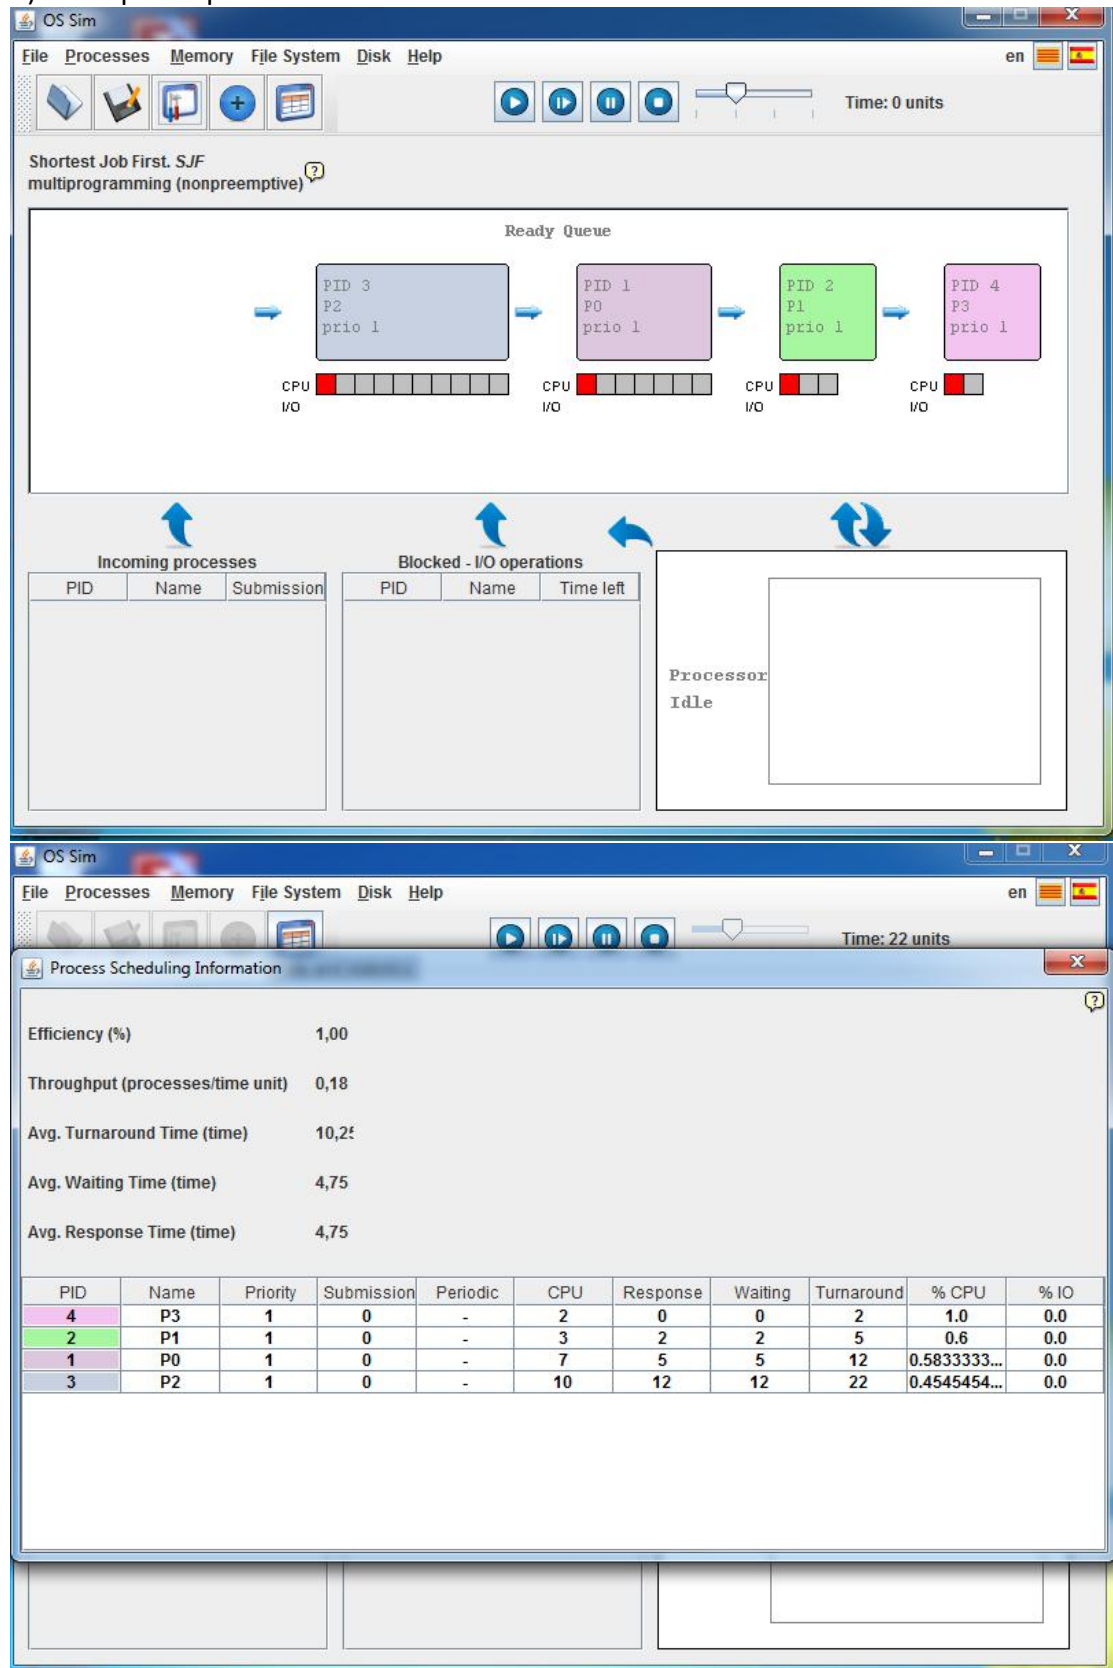 OS Sim
File Processes Memory File System Disk Help en
Time: 0 units
Shortest Job First. SJF
multiprogramming (nonpreemptive) ?
Ready Queue
PID 3 PID 1 PID 2 PID 4
P2 P0 P1 P3
prio 1 prio 1 prio 1 prio 1
CPU CPU CPU CPU
I/O I/O I/O I/O
Incoming processes Blocked - I/O operations
PID Name Submission PID Name Time left
Processor
Idle
OS Sim
File Processes Memory File System Disk Help en
Time: 22 units
Process Scheduling Information
?
Efficiency (%) 1,00
Throughput (processes/time unit) 0,18
Avg. Turnaround Time (time) 10,25
Avg. Waiting Time (time) 4,75
Avg. Response Time (time) 4,75
PID Name Priority Submission Periodic CPU Response Waiting Turnaround % CPU % IO
4 P3 1 0 - 2 0 0 2 1.0 0.0
2 P1 1 0 - 3 2 2 5 0.6 0.0
1 P0 1 0 - 7 5 5 12 0.5833333... 0.0
3 P2 1 0 - 10 12 12 22 0.4545454... 0.0